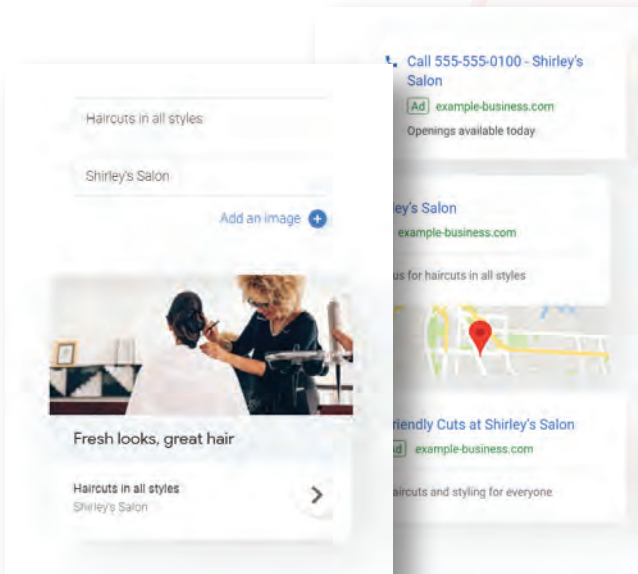 Haircuts in all styles
Shirley's Salon
Add an image
Fresh looks, great hair
Haircuts in all styles
Shirley's Salon
Call 555-555-0100 - Shirley's
Salon
Ad example-business.com
Openings available today
ey's Salon
example-business.com
us for haircuts in all styles
riendly Cuts at Shirley's Salon
Ad example-business.com
aircuts and styling for everyone